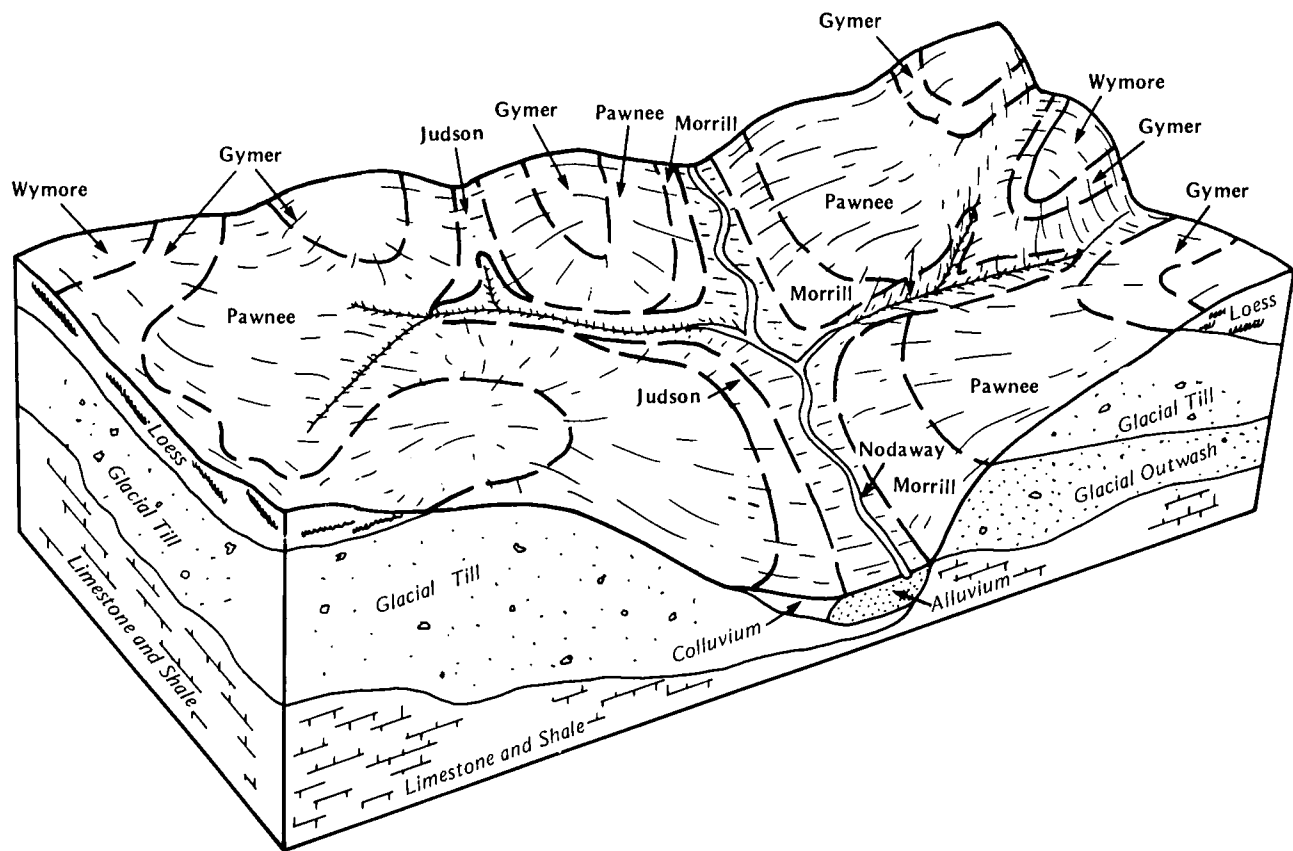 Gymer
Wymore
Gymer
Pawnee
Morrill
Judson
Gymer
Gymer
Wymore
Gymer
Pawnee
Morrill
Loess
Pawnee
Pawnee
Judson
Glacial Till
Nodaway
Morrill
Glacial Outwash
Loess
Glacial Till
Glacial Till
Alluvium
Colluvium
Limestone and Shale
Limestone and Shale